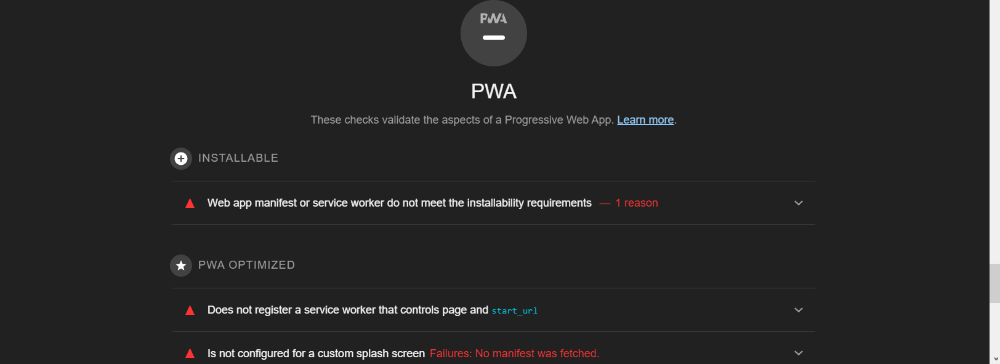 PWA
PWA
These checks validate the aspects of a Progressive Web App. Learn more.
INSTALLABLE
Web app manifest or service worker do not meet the installability requirements — 1 reason
PWA OPTIMIZED
Does not register a service worker that controls page and start_url
Is not configured for a custom splash screen Failures: No manifest was fetched.